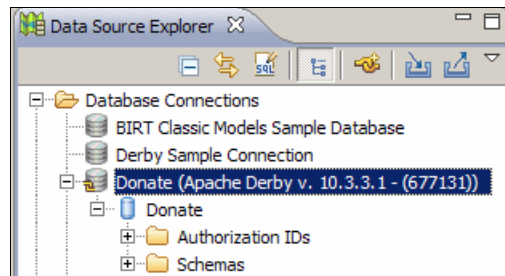 Data Source Explorer
SQL
Database Connections
BIRT Classic Models Sample Database
Derby Sample Connection
Donate (Apache Derby v. 10.3.3.1 - (677131))
Donate
Authorization IDs
Schemas